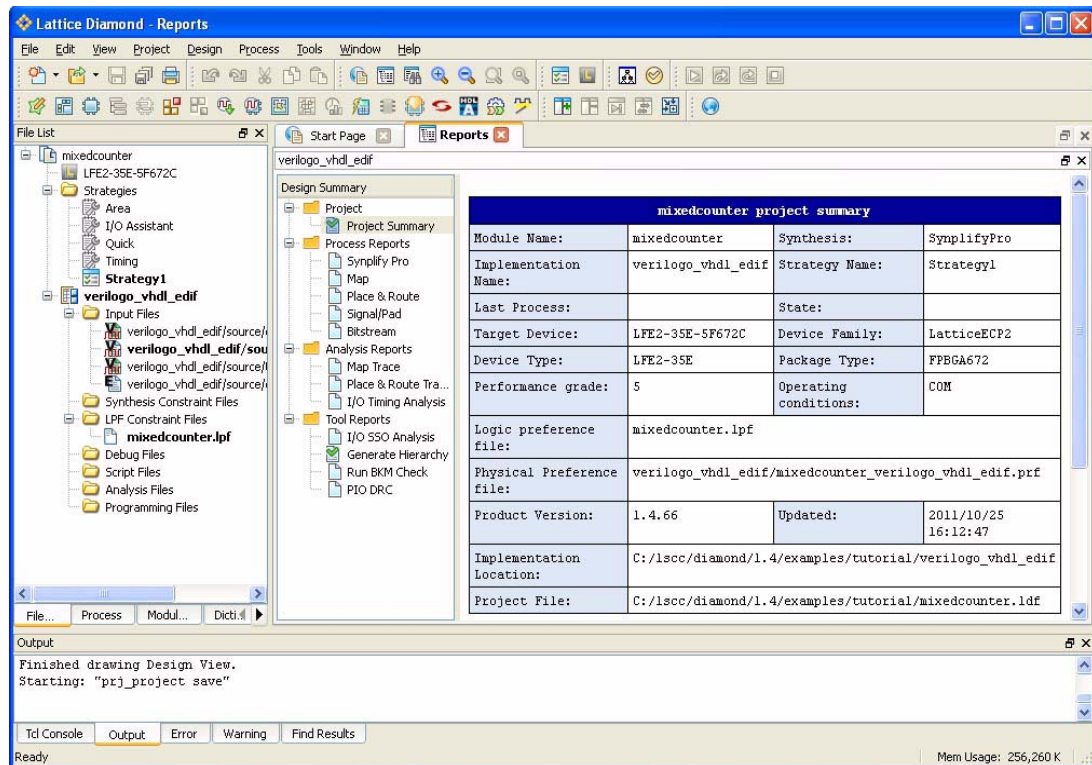 Lattice Diamond - Reports
File Edit View Project Design Process Tools Window Help
File List
Start Page
Reports
mixedcounter
LFE2-35E-5F672C
Strategies
Area
I/O Assistant
Quick
Timing
Strategy1
verilogo_vhdl_edif
Input Files
verilogo_vhdl_edif/source/
verilogo_vhdl_edif/sou
verilogo_vhdl_edif/source/
verilogo_vhdl_edif/source/
Synthesis Constraint Files
LPF Constraint Files
mixedcounter.lpf
Debug Files
Script Files
Analysis Files
Programming Files
File... Process Modul... Dicti
verilogo_vhdl_edif
Design Summary
Project
Project Summary
Process Reports
Synplify Pro
Map
Place & Route
Signal/Pad
Bitstream
Analysis Reports
Map Trace
Place & Route Tra...
I/O Timing Analysis
Tool Reports
I/O SSO Analysis
Generate Hierarchy
Run BKM Check
PIO DRC
mixedcounter project summary
Module Name: mixedcounter Synthesis: SynplifyPro
Implementation Name: verilogo_vhdl_edif Strategy Name: Strategy1
Last Process: State:
Target Device: LFE2-35E-5F672C Device Family: LatticeECP2
Device Type: LFE2-35E Package Type: FPBGA672
Performance grade: 5 Operating conditions: COM
Logic preference file: mixedcounter.lpf
Physical Preference file: verilogo_vhdl_edif/mixedcounter_verilogo_vhdl_edif.prf
Product Version: 1.4.66 Updated: 2011/10/25 16:12:47
Implementation Location: C:/lscc/diamond/1.4/examples/tutorial/verilogo_vhdl_edif
Project File: C:/lscc/diamond/1.4/examples/tutorial/mixedcounter.ldf
Output
Finished drawing Design View.
Starting: "prj_project save"
Tcl Console Output Error Warning Find Results
Ready
Mem Usage: 256,260 K